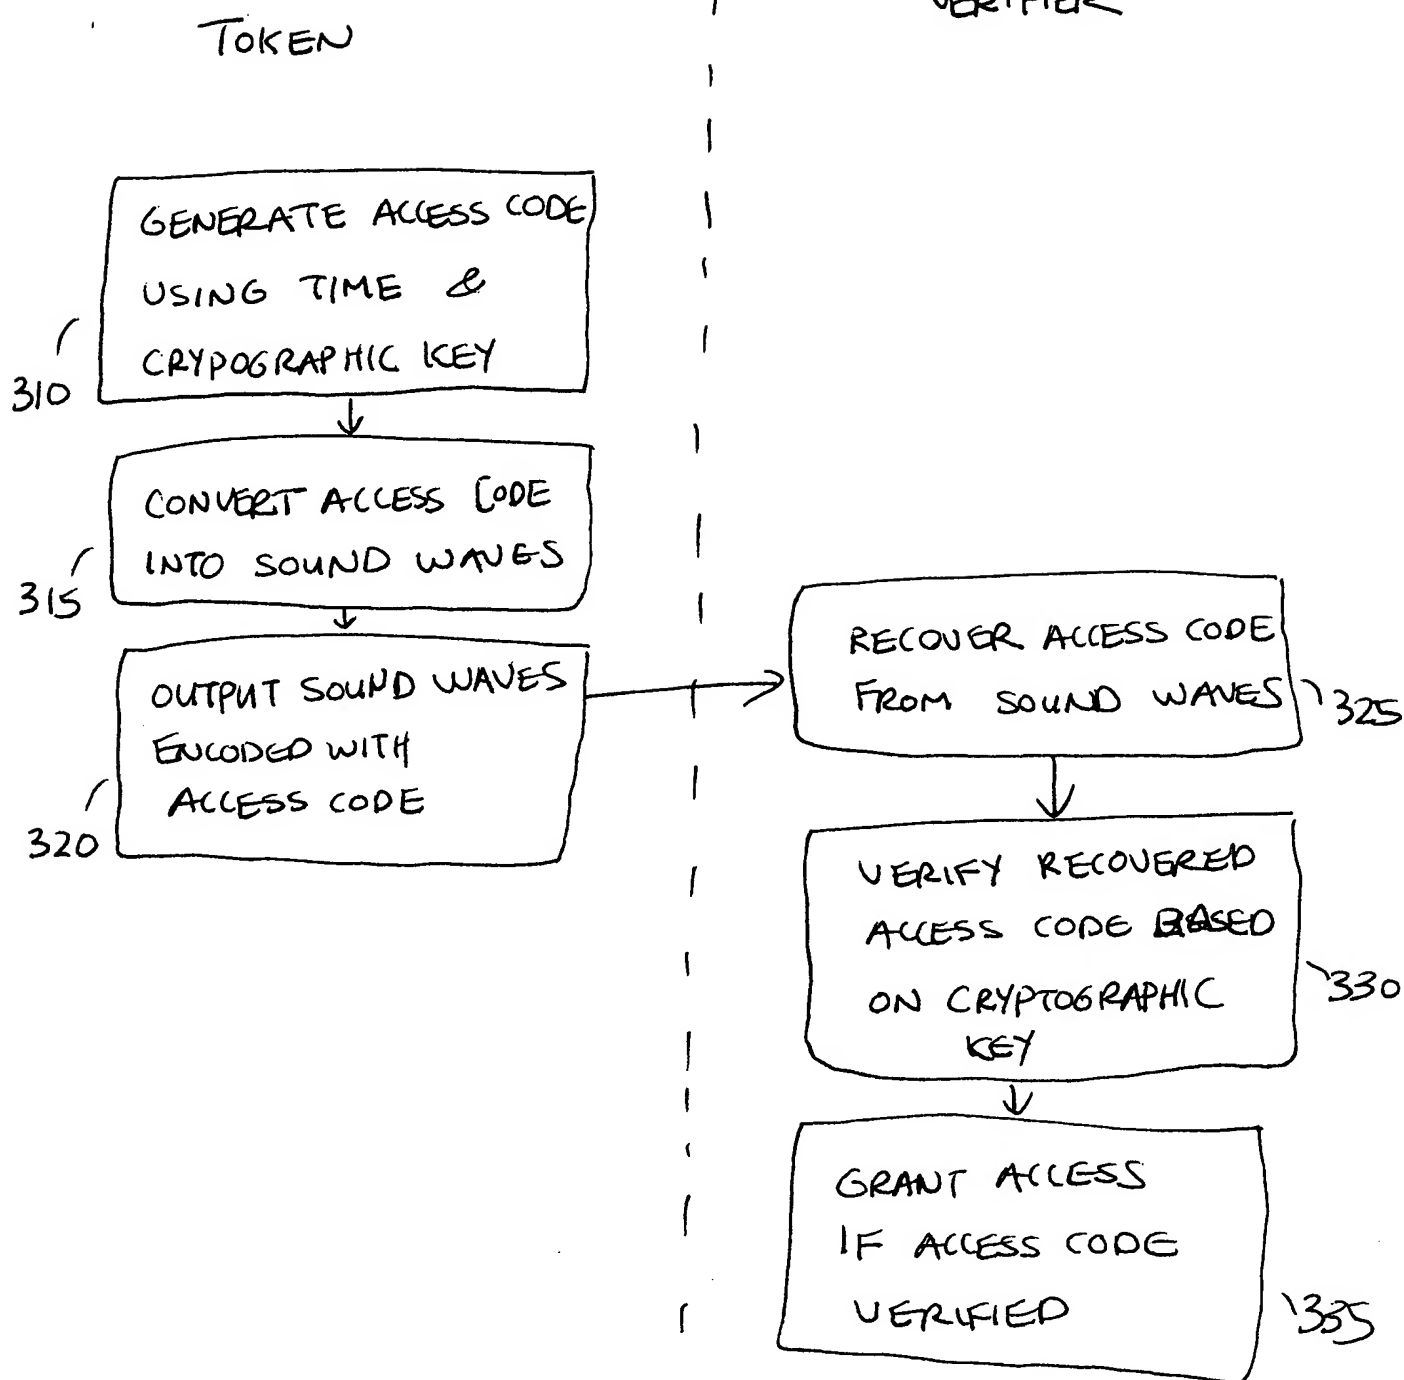 TOKEN
VERIFIER
GENERATE ACCESS CODE
USING TIME &
CRYPOGRAPHIC KEY
310
CONVERT ACCESS CODE
INTO SOUND WAVES
315
OUTPUT SOUND WAVES
ENCODED WITH
ACCESS CODE
320
RECOVER ACCESS CODE
FROM SOUND WAVES
325
VERIFY RECOVERED
ACCESS CODE BASED
ON CRYPTOGRAPHIC
KEY
330
GRANT ACCESS
IF ACCESS CODE
VERIFIED
335